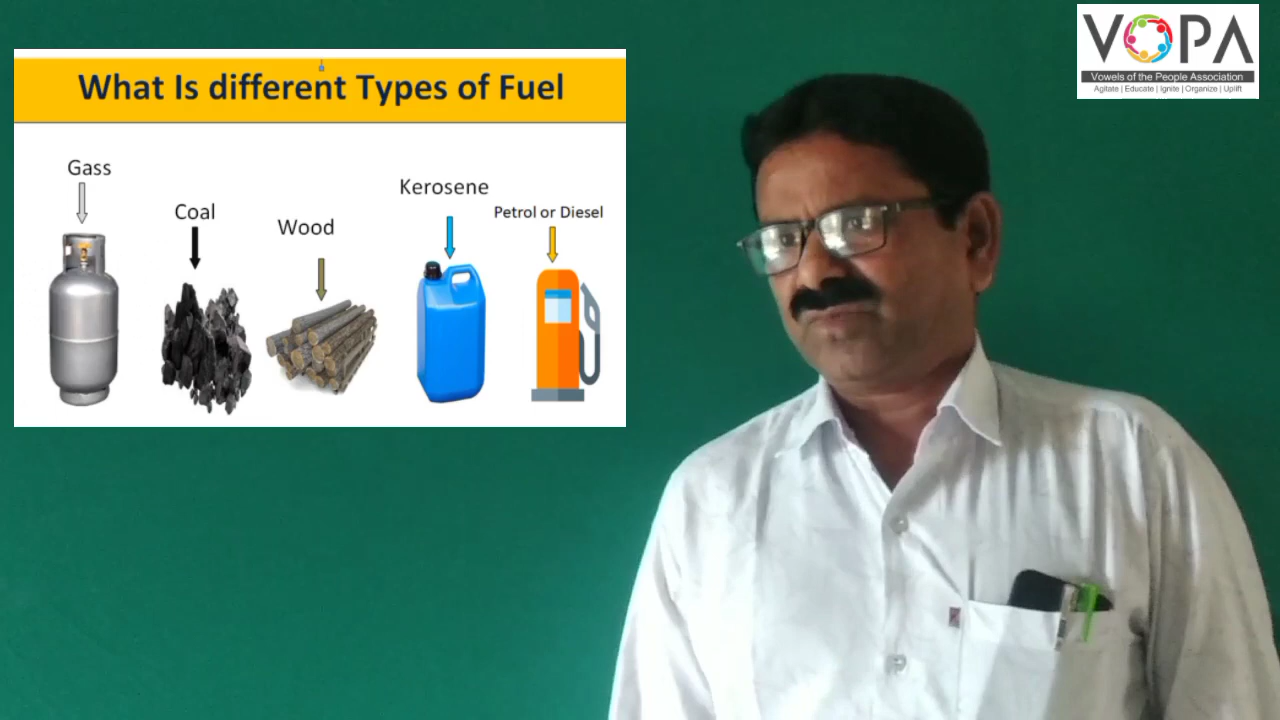 What Is different Types of Fuel
Gass
Coal
Wood
Kerosene
Petrol or Diesel
VOPA
Vowels of the People Association
Agitate | Educate | Ignite | Organize | Uplift